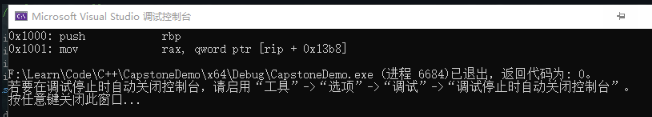 Microsoft Visual Studio 调试控制台
0x1000: push            rbp
0x1001: mov             rax, qword ptr [rip + 0x13b8]
F:\Learn\Code\C++\CapstoneDemo\x64\Debug\CapstoneDemo.exe (进程 6684)已退出，返回代码为: 0。
若要在调试停止时自动关闭控制台，请启用“工具”->“选项”->“调试”->“调试停止时自动关闭控制台”。
按任意键关闭此窗口...